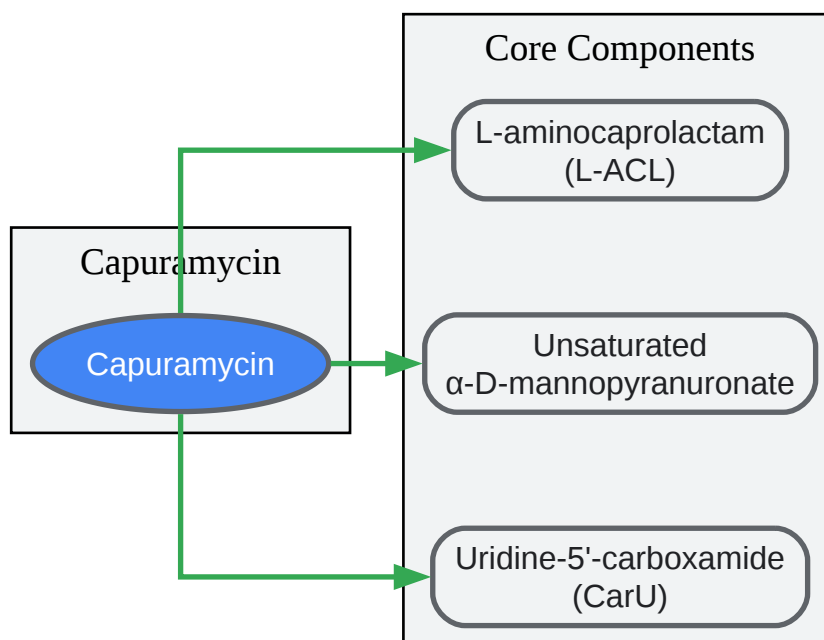 Core Components
L-aminocaprolactam
(L-ACL)
Capuramycin
Capuramycin
Unsaturated
α-D-mannopyranuronate
Uridine-5'-carboxamide
(CarU)